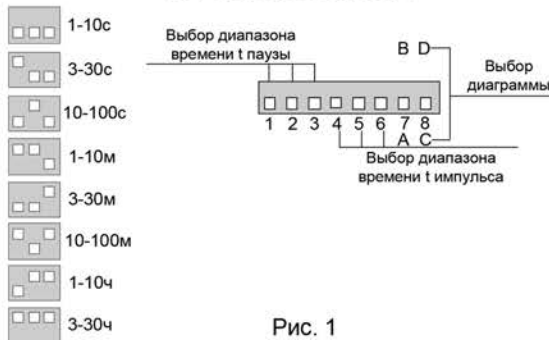 1-10с
3-30с
10-100с
1-10м
3-30м
10-100м
1-10ч
3-30ч
Выбор диапазона
времени t паузы
B D
Выбор
диаграммы
1 2 3 4 5 6 7 8
A C
Выбор диапазона
времени t импульса
Рис. 1